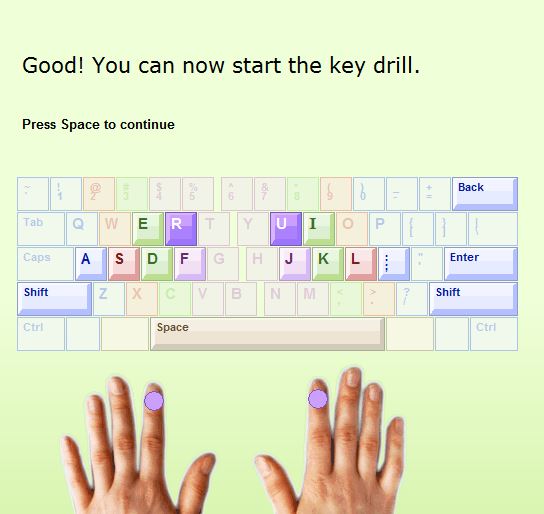 Good! You can now start the key drill.
Press Space to continue
~ ` ! 1 @ 2 # 3 $ 4 % 5 ^ 6 & 7 * 8 ( 9 ) 0 _ - + = Back
Tab Q W E R T Y U I O P { [ } ] | \
Caps A S D F G H J K L : ; " ' Enter
Shift Z X C V B N M < , > . ? / Shift
Ctrl Space Ctrl